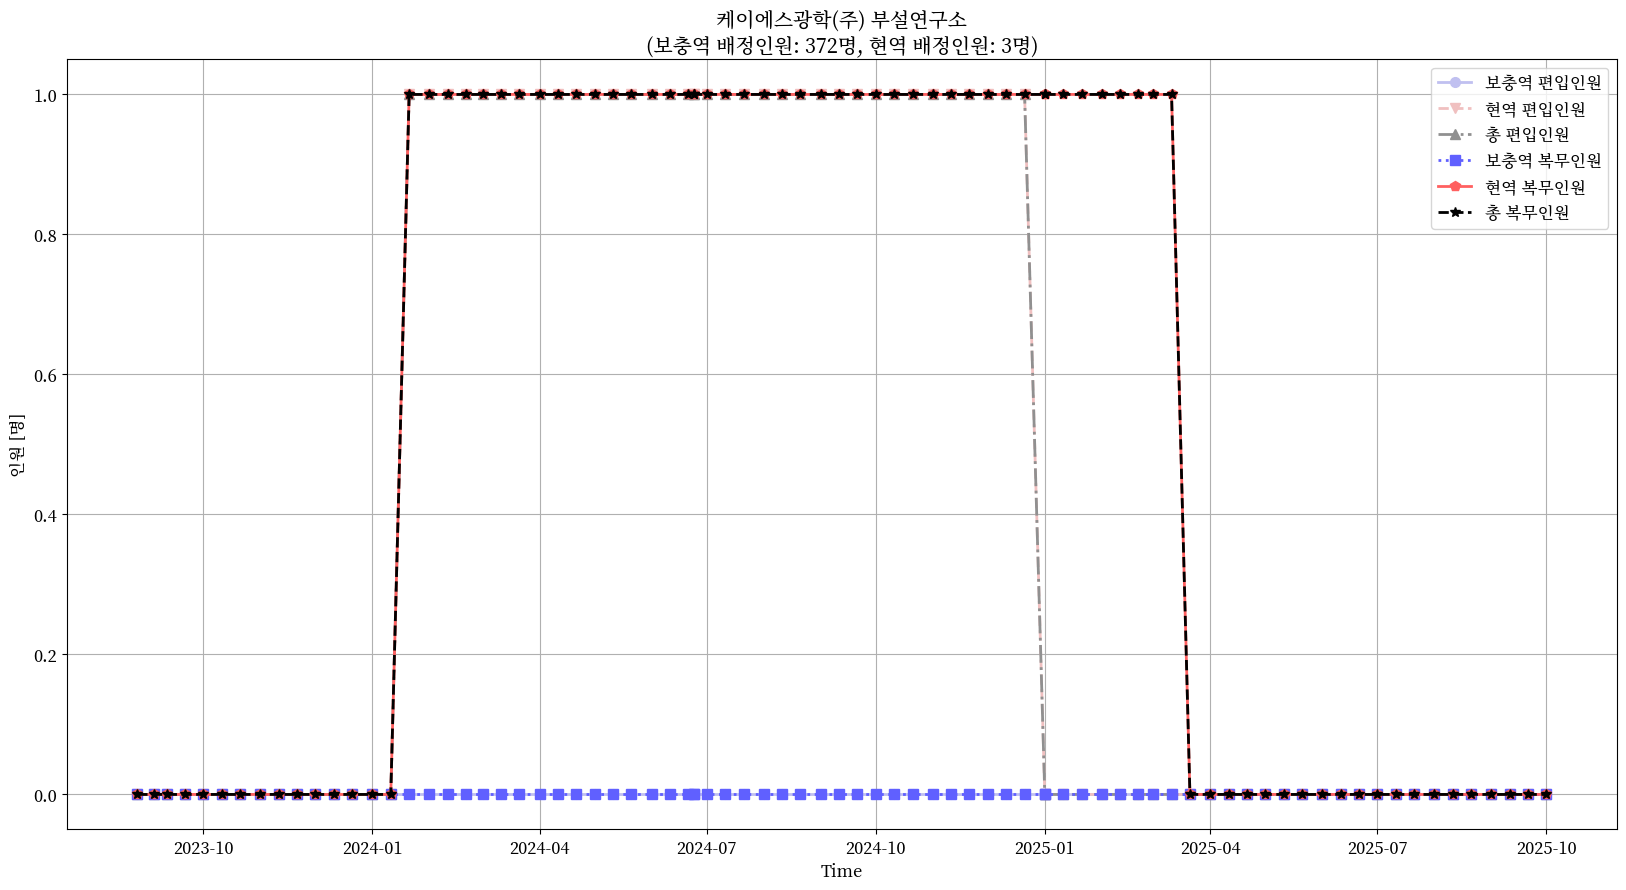 케이에스광학(주) 부설연구소
(보충역 배정인원: 372명, 현역 배정인원: 3명)
보충역 편입인원
현역 편입인원
총 편입인원
보충역 복무인원
현역 복무인원
총 복무인원
인원 [명]
1.0
0.8
0.6
0.4
0.2
0.0
2023-10
2024-01
2024-04
2024-07
2024-10
2025-01
2025-04
2025-07
2025-10
Time